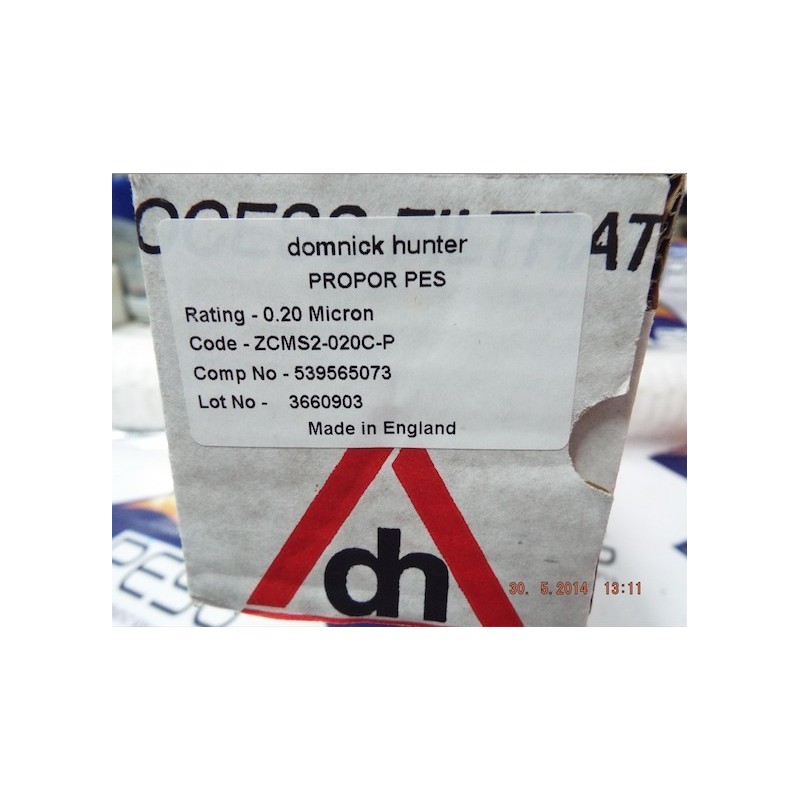 domnick hunter
PROPOR PES
Rating - 0.20 Micron
Code - ZCMS2-020C-P
Comp No - 539565073
Lot No - 3660903
Made in England
dh
30. 5.2014 13:11